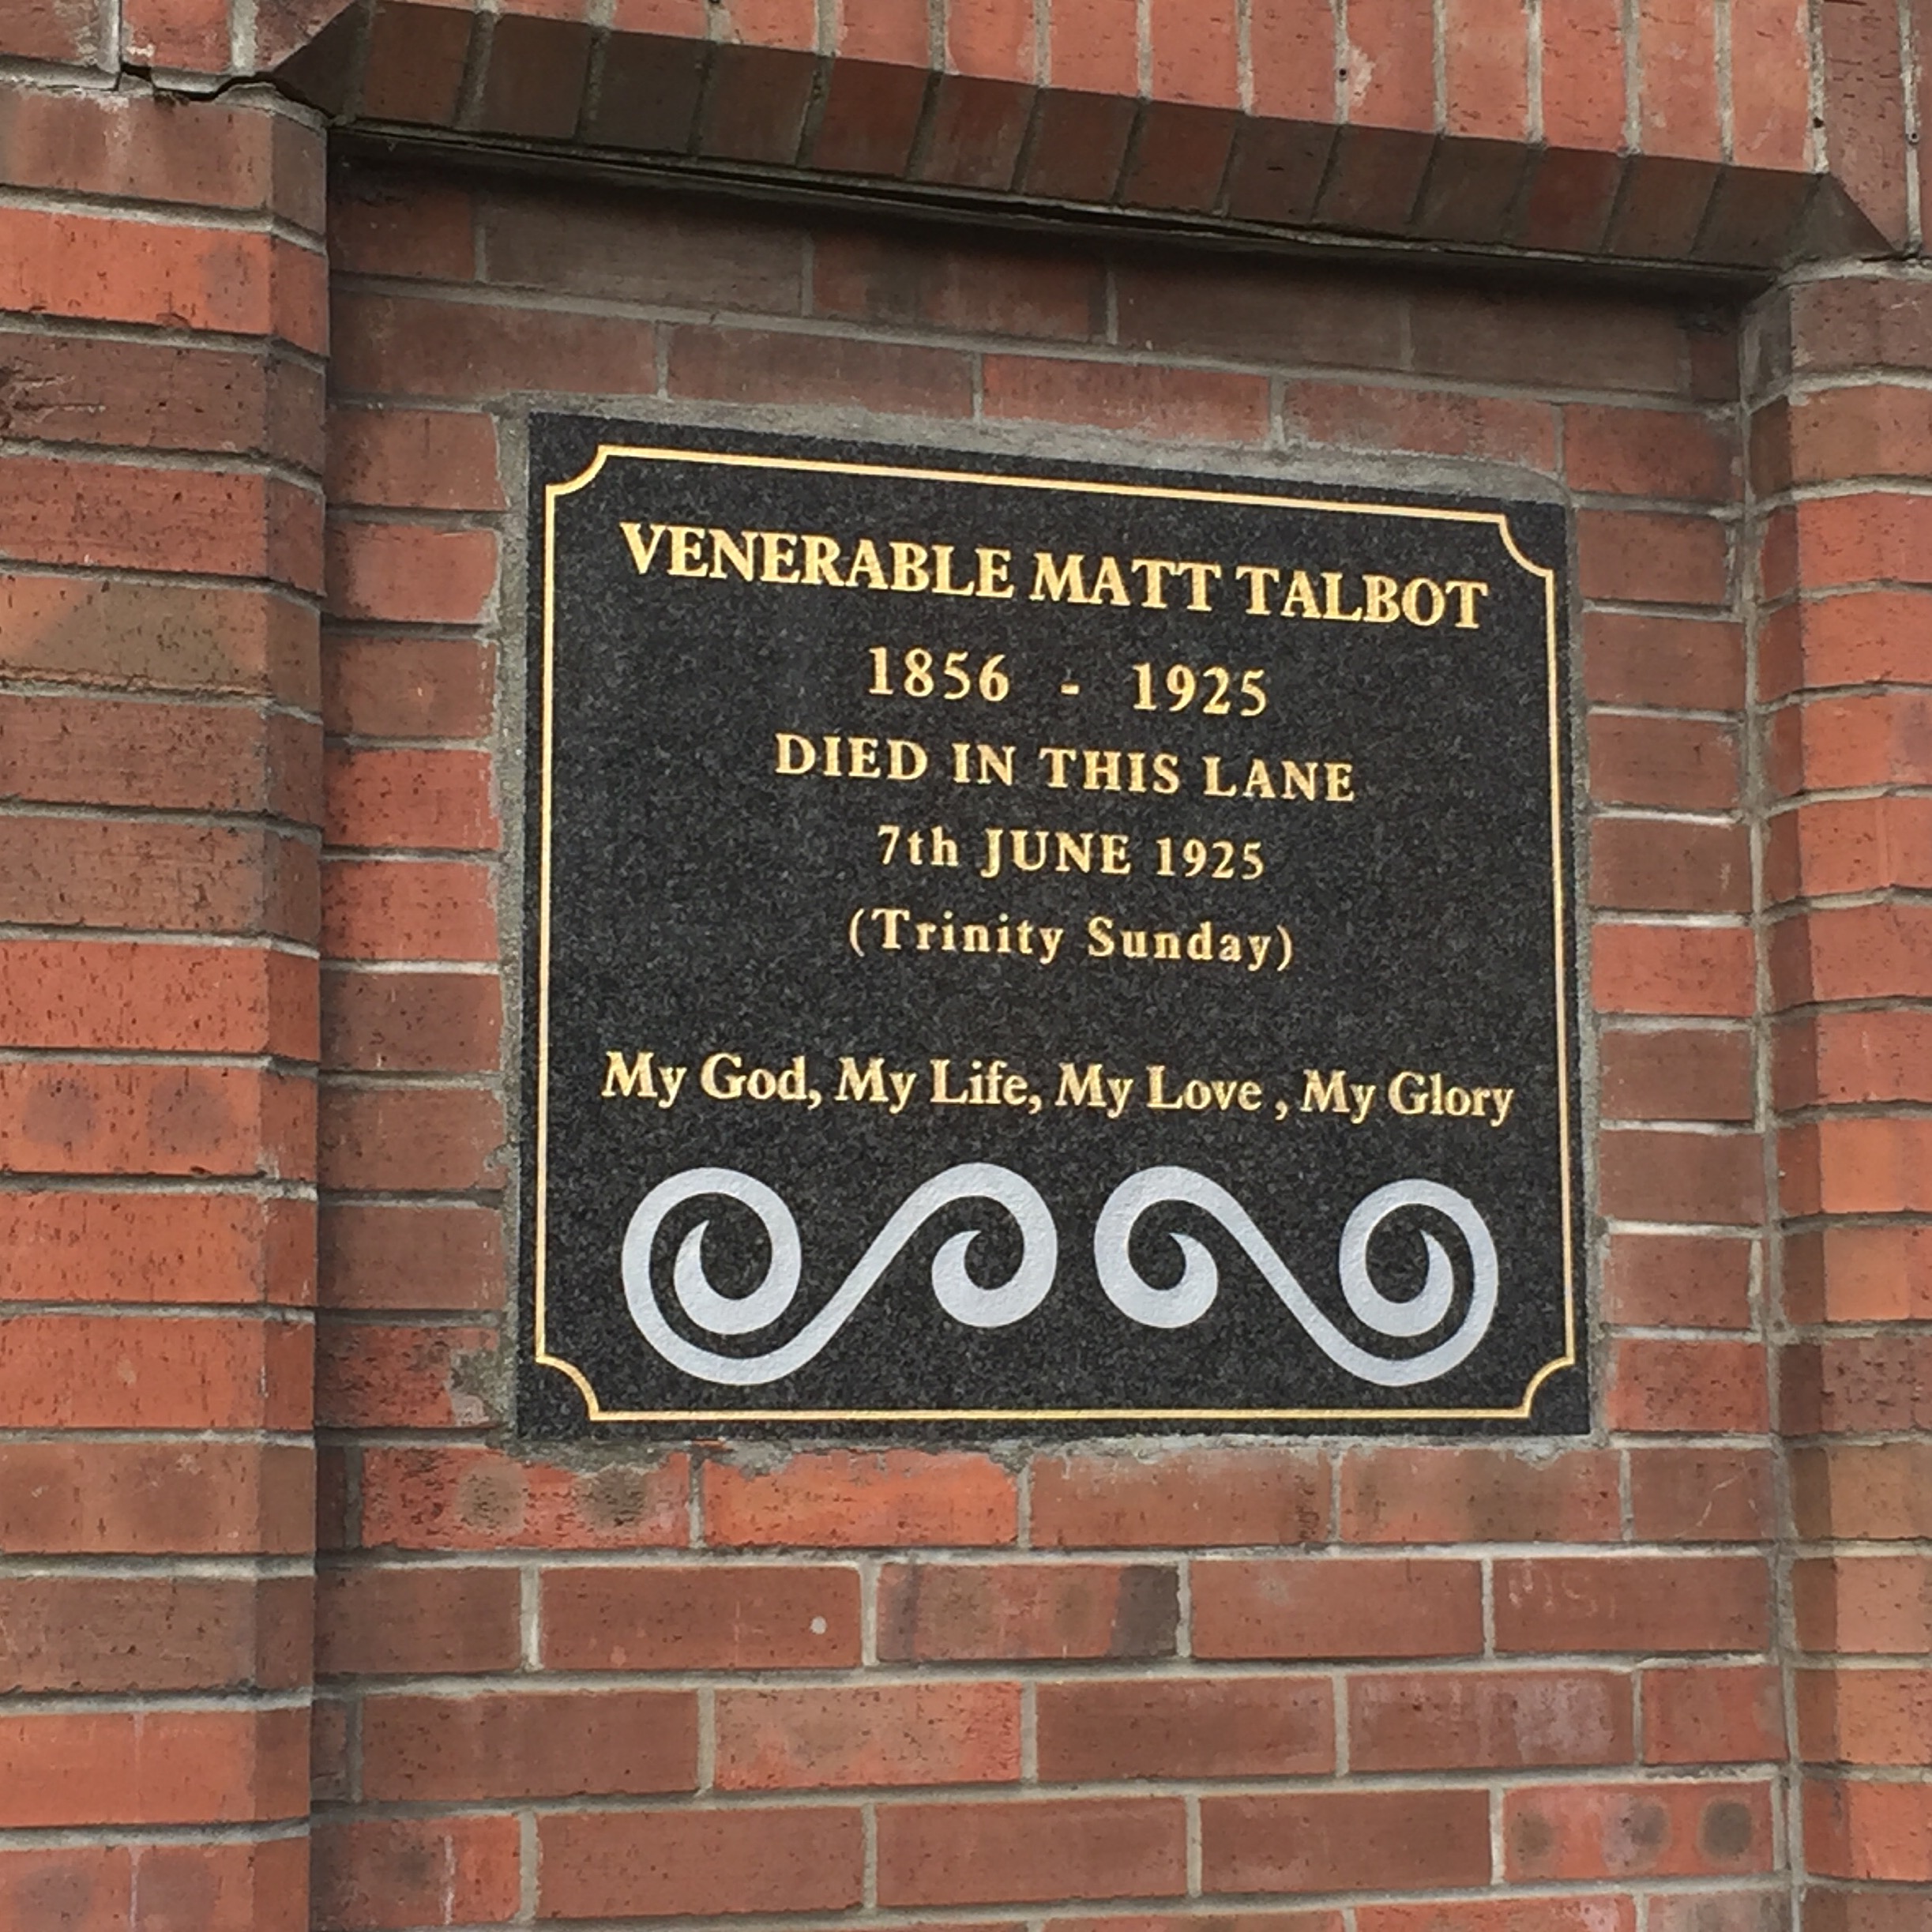 VENERABLE MATT TALBOT
1856 - 1925
DIED IN THIS LANE
7th JUNE 1925
(Trinity Sunday)
My God, My Life, My Love , My Glory